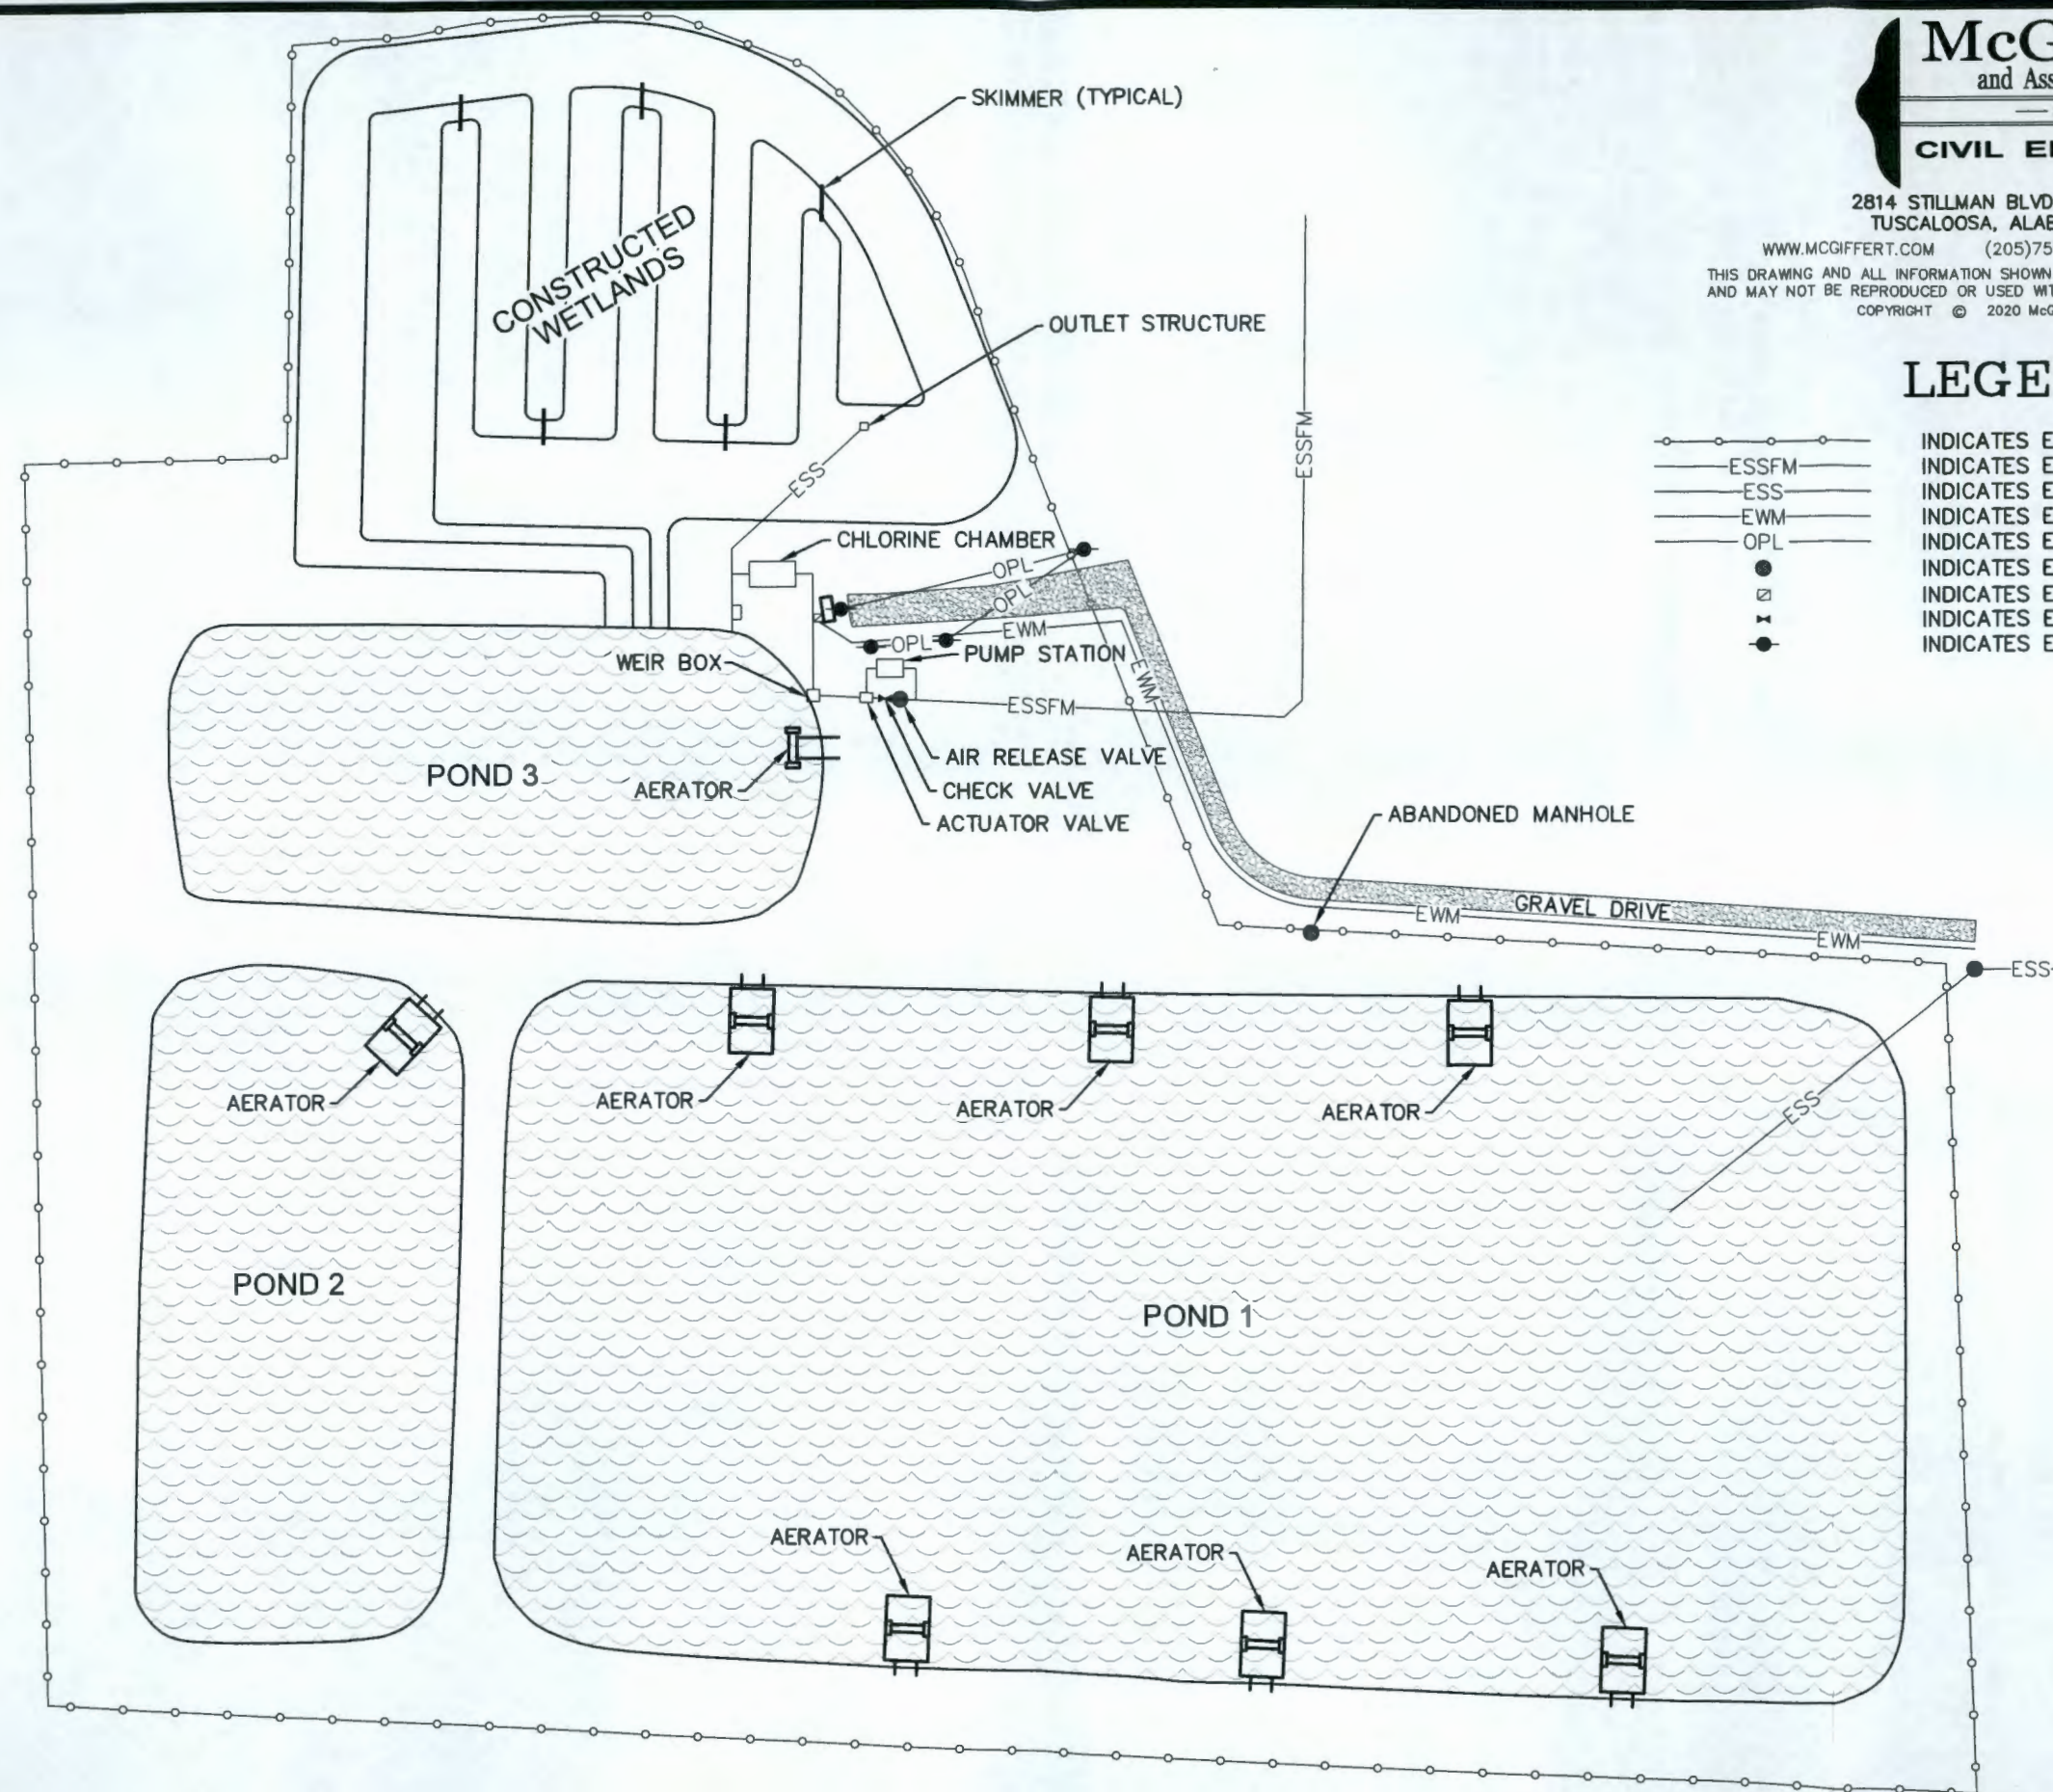 McG
and Ass
CIVIL E
2814 STILLMAN BLVD
TUSCALOOSA, ALAB
WWW.MCGIFFERT.COM (205)75
THIS DRAWING AND ALL INFORMATION SHOWN
AND MAY NOT BE REPRODUCED OR USED WIT
COPYRIGHT © 2020 McG
LEGE
INDICATES E
ESSFM INDICATES E
ESS INDICATES E
EWM INDICATES E
OPL INDICATES E
INDICATES E
INDICATES E
INDICATES E
INDICATES E
SKIMMER (TYPICAL)
CONSTRUCTED
WETLANDS
OUTLET STRUCTURE
ESSFM
ESS
CHLORINE CHAMBER
OPL
OPL
EWM
OPL
PUMP STATION
WEIR BOX
EWM
ESSFM
AIR RELEASE VALVE
POND 3
AERATOR
CHECK VALVE
ACTUATOR VALVE
ABANDONED MANHOLE
GRAVEL DRIVE
EWM
EWM
ESS
AERATOR
AERATOR
AERATOR
AERATOR
ESS
POND 2
POND 1
AERATOR
AERATOR
AERATOR